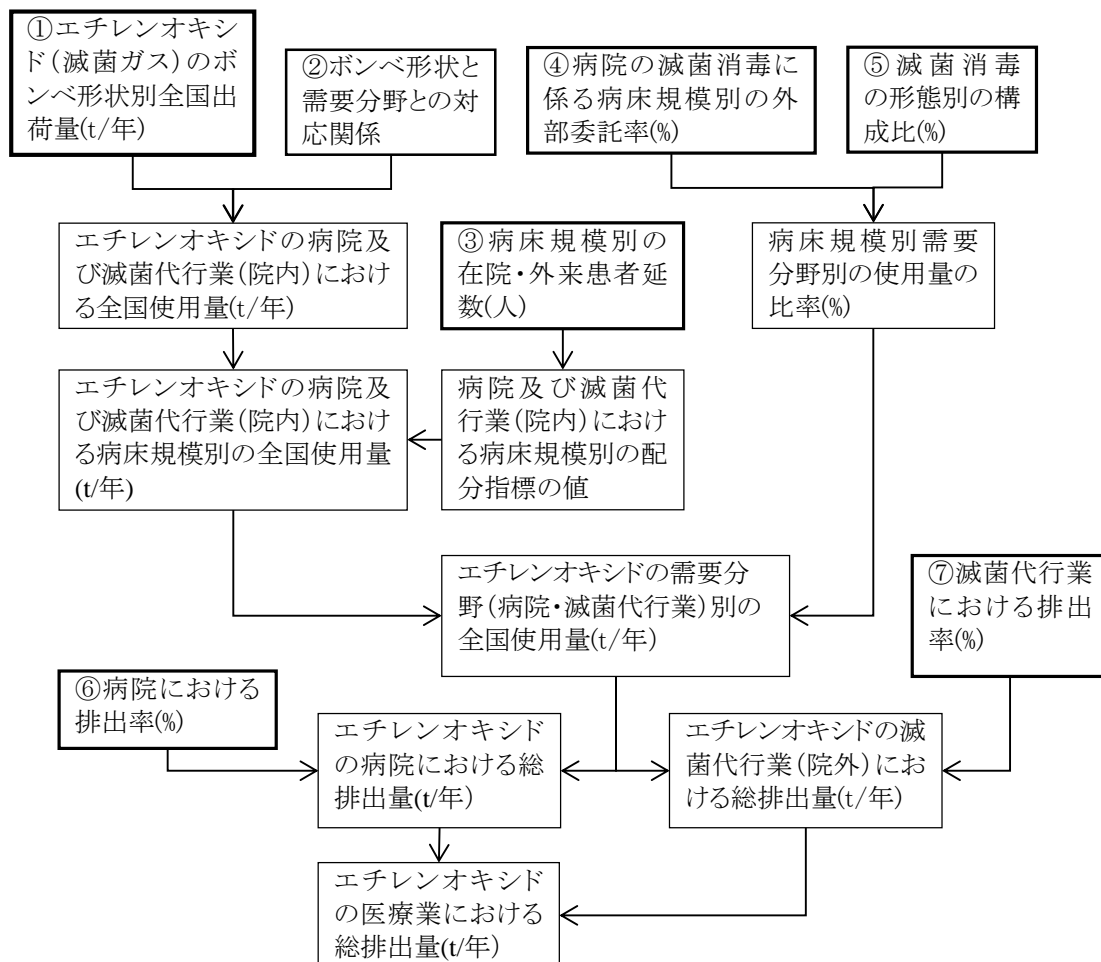 ①エチレンオキシ
ド(滅菌ガス)のボ
ンベ形状別全国出
荷量(t/年)
②ボンベ形状と
需要分野との対
応関係
④病院の滅菌消毒に
係る病床規模別の外
部委託率(%)
⑤滅菌消毒
の形態別の構
成比(%)
エチレンオキシドの病院及
び滅菌代行業(院内)におけ
る全国使用量(t/年)
③病床規模別の
在院・外来患者延
数(人)
病床規模別需要
分野別の使用量の
比率(%)
エチレンオキシドの病院及
び滅菌代行業(院内)におけ
る病床規模別の全国使用量
(t/年)
病院及び滅菌代
行業(院内)におけ
る病床規模別の配
分指標の値
エチレンオキシドの需要分
野(病院・滅菌代行業)別の
全国使用量(t/年)
⑦滅菌代行業
における排出
率(%)
⑥病院における
排出率(%)
エチレンオキシド
の病院における総
排出量(t/年)
エチレンオキシドの滅
菌代行業(院外)にお
ける総排出量(t/年)
エチレンオキシド
の医療業における
総排出量(t/年)